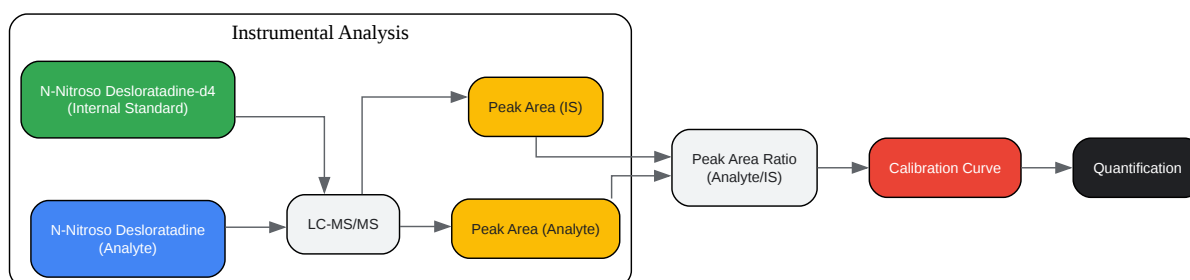 Instrumental Analysis
N-Nitroso Desloratadine-d4
(Internal Standard)
Peak Area (IS)
Peak Area Ratio
(Analyte/IS)
Calibration Curve
Quantification
N-Nitroso Desloratadine
(Analyte)
LC-MS/MS
Peak Area (Analyte)